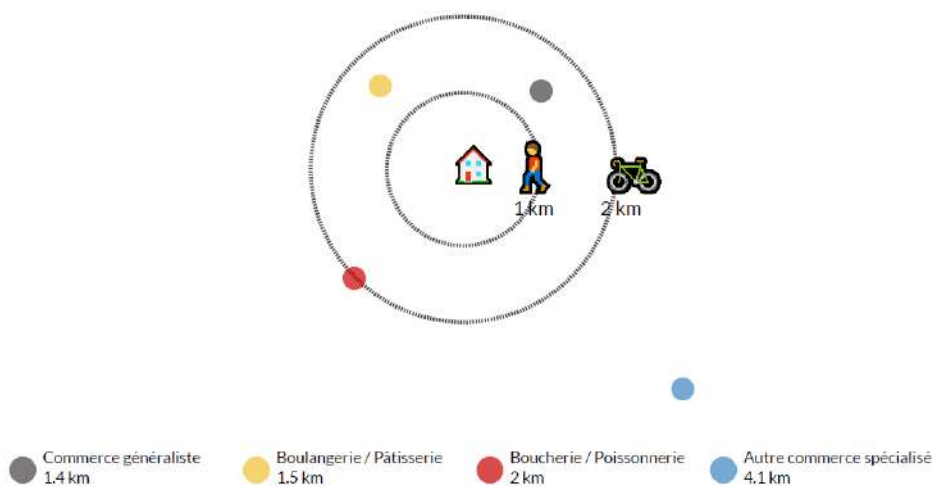 1 km
2 km
Commerce généraliste
1.4 km
Boulangerie / Pâtisserie
1.5 km
Boucherie / Poissonnerie
2 km
Autre commerce spécialisé
4.1 km